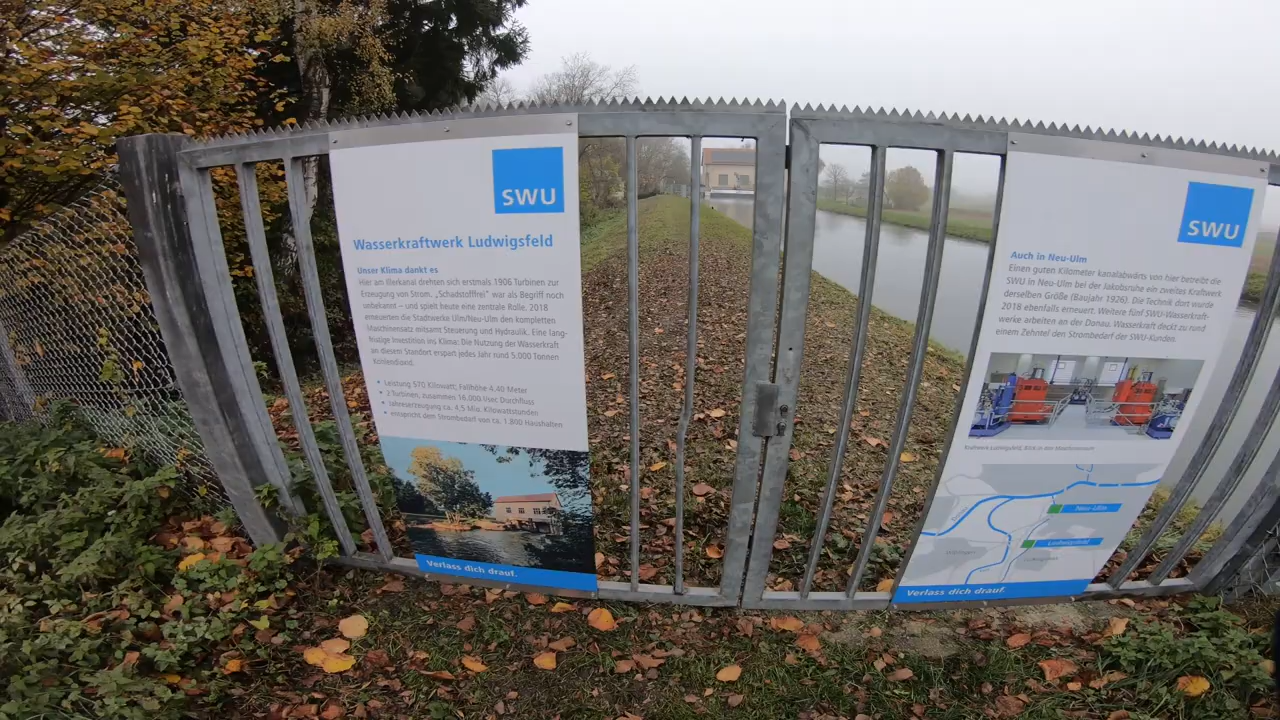 SWU
Wasserkraftwerk Ludwigsfeld
Unser Klima dankt es
Hier am Illerkanal drehten sich erstmals 1906 Turbinen zur
Erzeugung von Strom. „Schadstofffrei" war als Begriff noch
unbekannt – und spielt heute eine zentrale Rolle. 2018
erneuerten die Stadtwerke Ulm/Neu-Ulm den kompletten
Maschinensatz mitsamt Steuerung und Hydraulik. Eine lang-
fristige Investition ins Klima: Die Nutzung der Wasserkraft
an diesem Standort erspart jedes Jahr rund 5.000 Tonnen
Kohlendioxid.
• Leistung 570 Kilowatt; Fallhöhe 4,40 Meter
• 2 Turbinen, zusammen 16.000 l/sec Durchfluss
• Jahreserzeugung ca. 4,5 Mio. Kilowattstunden
• entspricht dem Strombedarf von ca. 1.800 Haushalten
Verlass dich drauf.
SWU
Auch in Neu-Ulm
Einen guten Kilometer kanalabwärts von hier betreibt die
SWU in Neu-Ulm bei der Jakobsruhe ein zweites Kraftwerk
derselben Größe (Baujahr 1926). Die Technik dort wurde
2018 ebenfalls erneuert. Weitere fünf SWU-Wasserkraft-
werke arbeiten an der Donau. Wasserkraft deckt zu rund
einem Zehntel den Strombedarf der SWU-Kunden.
Kraftwerk Ludwigsfeld, Blick in den Maschinenraum
Neu-Ulm
Ludwigsfeld
Verlass dich drauf.